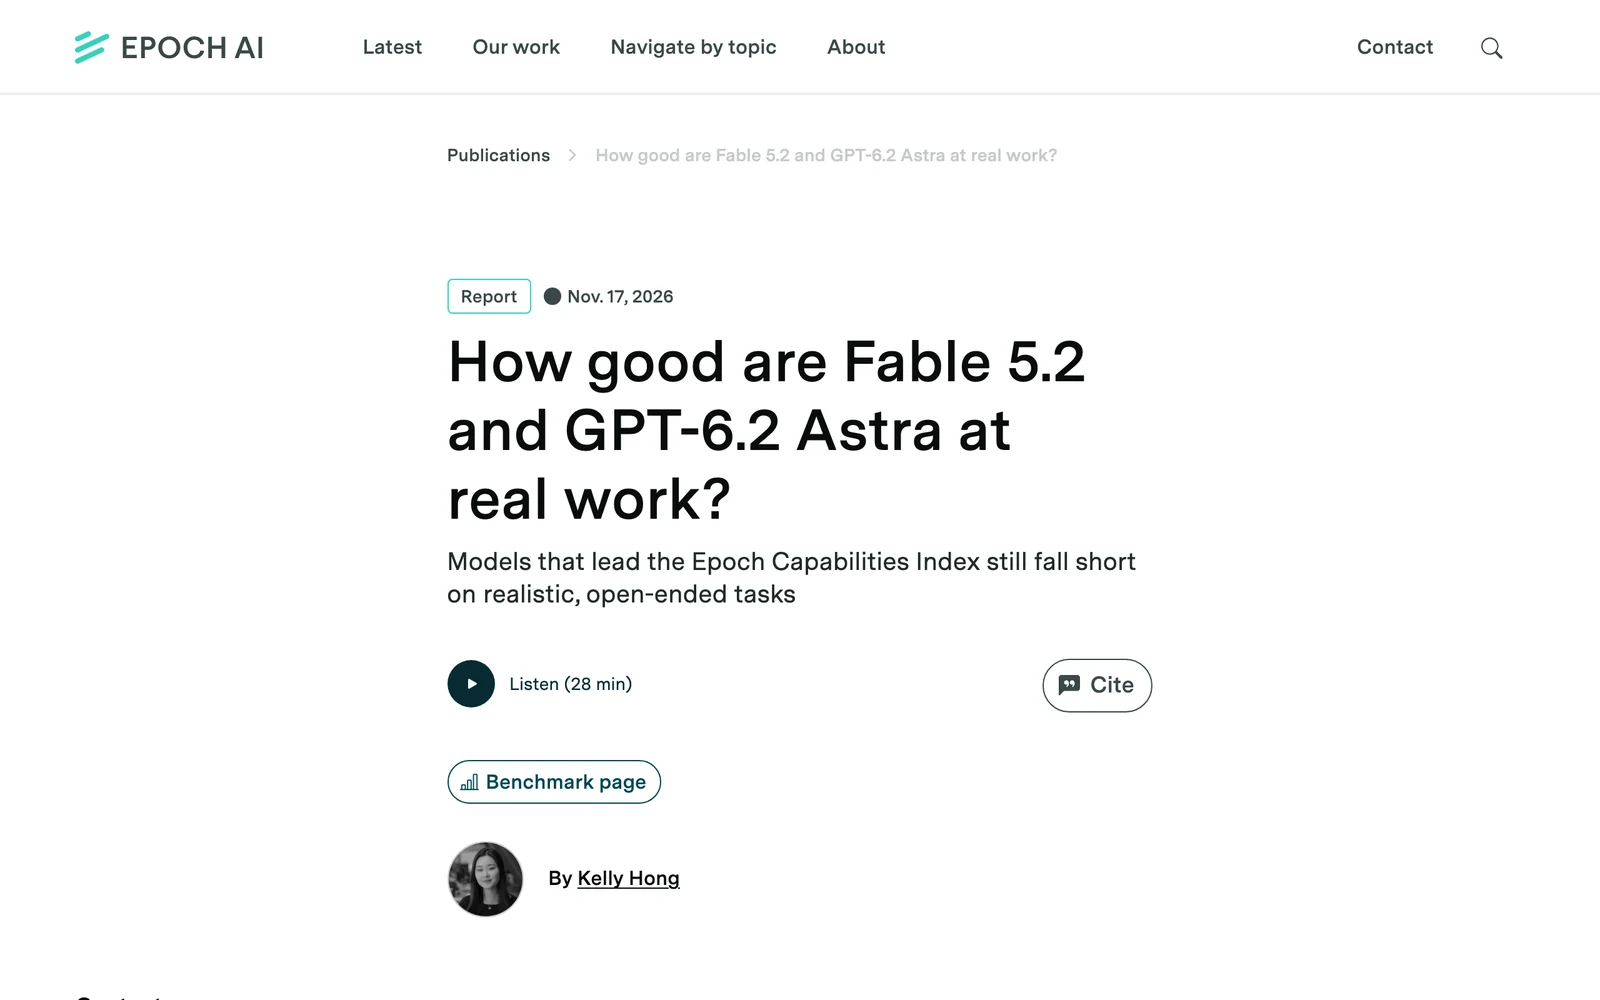 EPOCH AI
Latest
Our work
Navigate by topic
About
Contact
Publications
How good are Fable 5.2 and GPT-6.2 Astra at real work?
Report
Nov. 17, 2026
How good are Fable 5.2
and GPT-6.2 Astra at
real work?
Models that lead the Epoch Capabilities Index still fall short
on realistic, open-ended tasks
Listen (28 min)
Cite
Benchmark page
By Kelly Hong